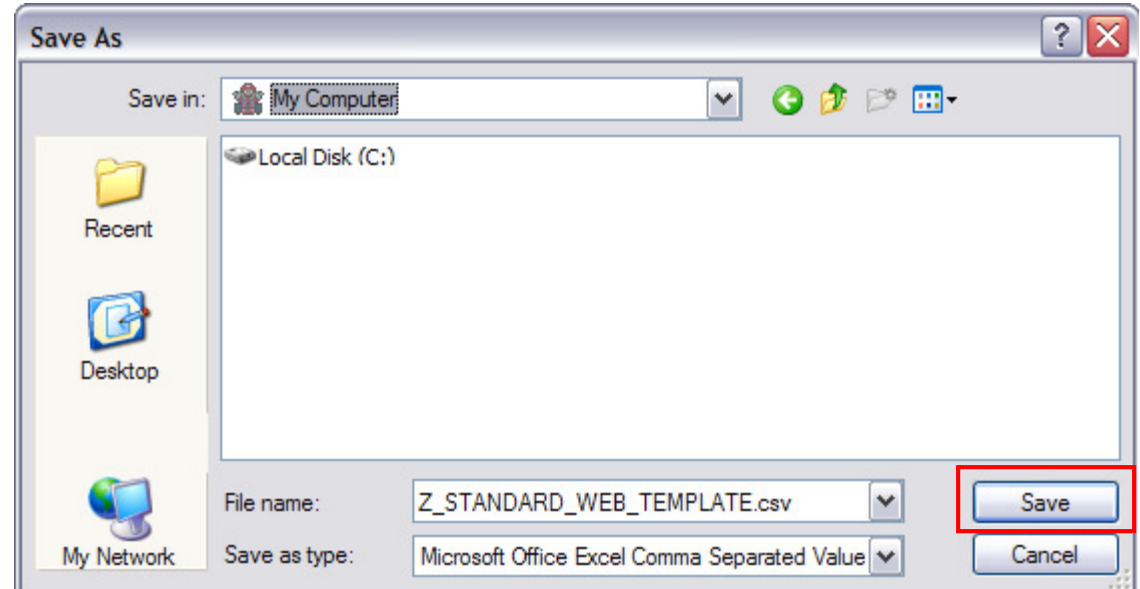 Save As
Save in: My Computer
Local Disk (C:)
Recent
Desktop
My Network
File name: Z_STANDARD_WEB_TEMPLATE.csv Save
Save as type: Microsoft Office Excel Comma Separated Value Cancel